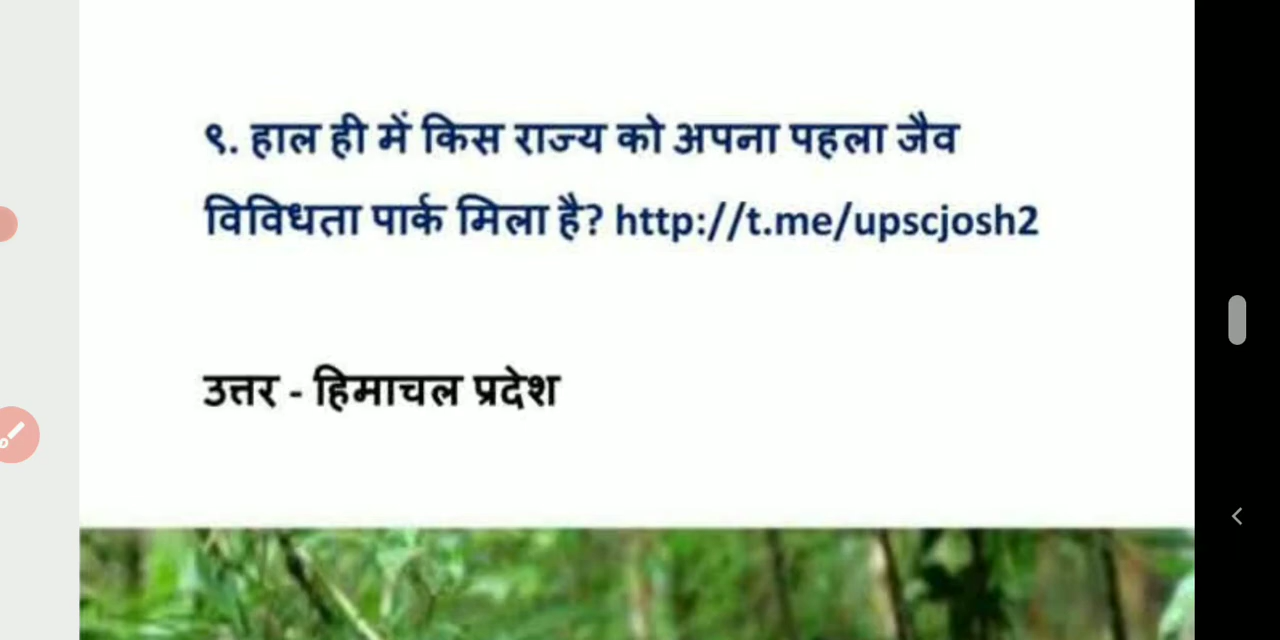 ९. हाल ही में किस राज्य को अपना पहला जैव
विविधता पार्क मिला है? http://t.me/upscjosh2
उत्तर - हिमाचल प्रदेश